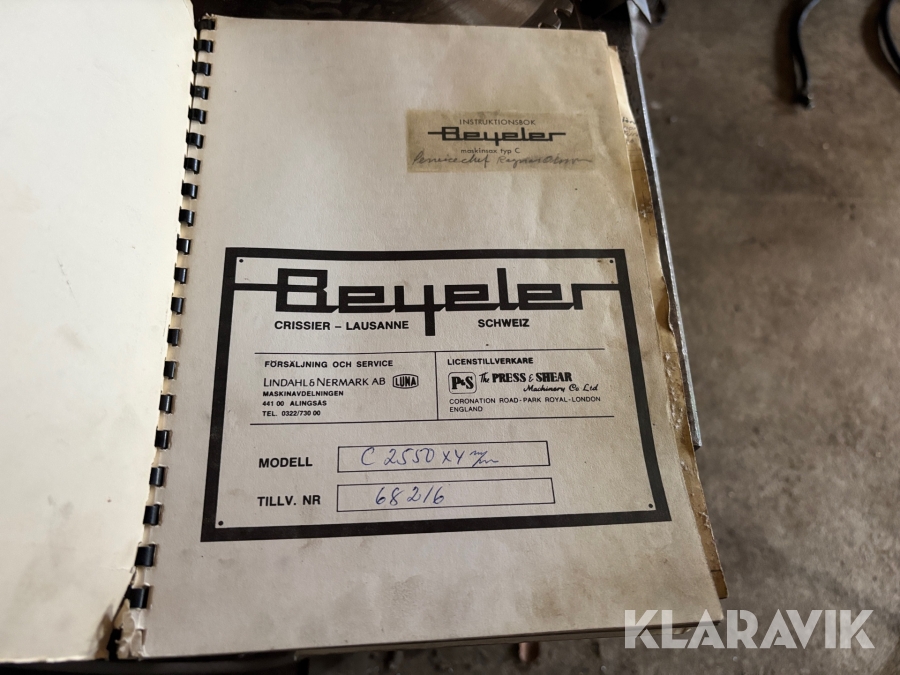 INSTRUKTIONSBOK
Beyeler
maskinsax typ C
Servicechef
Beyeler
CRISSIER – LAUSANNE SCHWEIZ
FÖRSÄLJNING OCH SERVICE
LINDAHL & NERMARK AB LUNA
MASKINAVDELNINGEN
441 00 ALINGSÅS
TEL. 0322/730 00
LICENSTILLVERKARE
P&S The PRESS & SHEAR
Machinery Co Ltd
CORONATION ROAD - PARK ROYAL - LONDON
ENGLAND
MODELL C 2550 x 4 m/m
TILLV. NR 68216
KLARAVIK